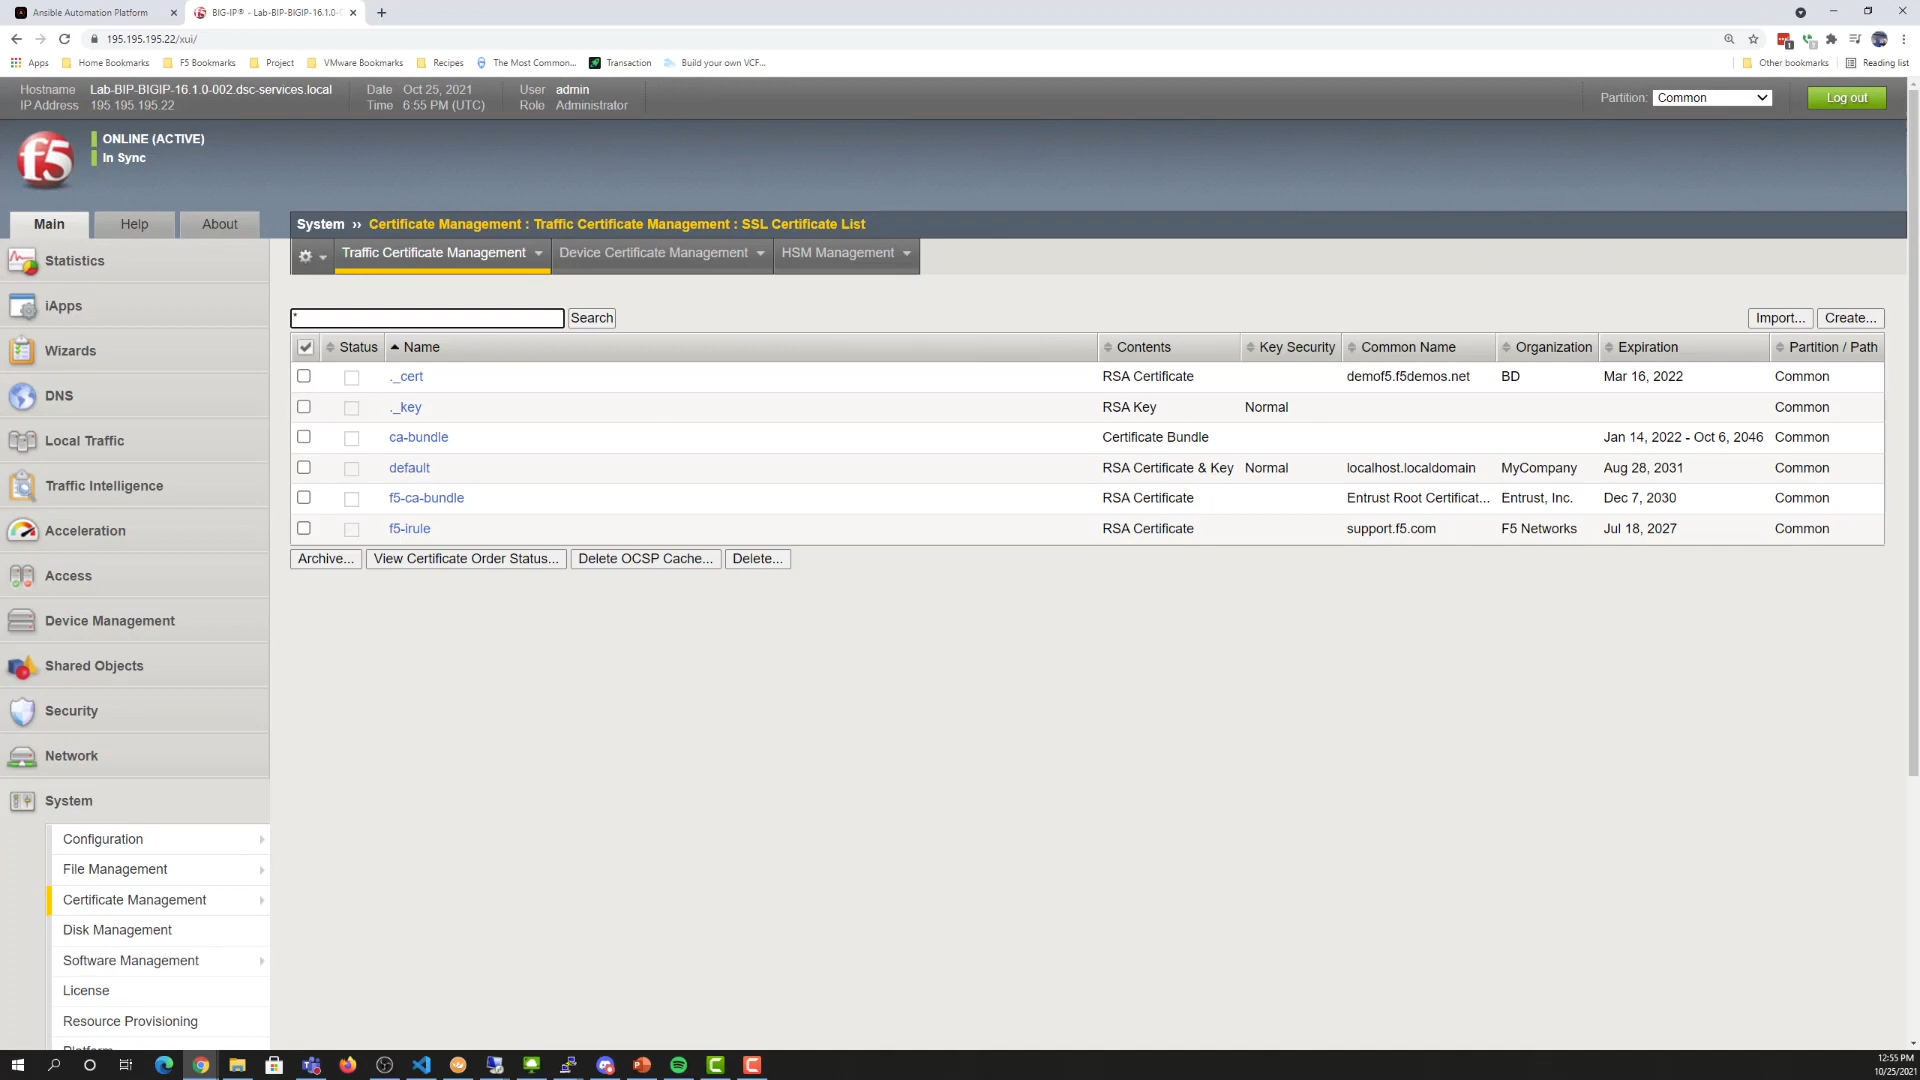 Ansible Automation Platform
BIG-IP® - Lab-BIP-BIGIP-16.1.0-
195.195.195.22/xui/
Apps
Home Bookmarks
F5 Bookmarks
Project
VMware Bookmarks
Recipes
The Most Common...
Transaction
Build your own VCF...
Other bookmarks
Reading list
Hostname Lab-BIP-BIGIP-16.1.0-002.dsc-services.local
IP Address 195.195.195.22
Date Oct 25, 2021
Time 6:55 PM (UTC)
User admin
Role Administrator
Partition: Common
Log out
f5
ONLINE (ACTIVE)
In Sync
Main
Help
About
System ›› Certificate Management : Traffic Certificate Management : SSL Certificate List
Traffic Certificate Management
Device Certificate Management
HSM Management
Statistics
iApps
Wizards
DNS
Local Traffic
Traffic Intelligence
Acceleration
Access
Device Management
Shared Objects
Security
Network
System
Configuration
File Management
Certificate Management
Disk Management
Software Management
License
Resource Provisioning
Platform
*
Search
Import...
Create...
Status Name Contents Key Security Common Name Organization Expiration Partition / Path
._cert RSA Certificate demof5.f5demos.net BD Mar 16, 2022 Common
._key RSA Key Normal Common
ca-bundle Certificate Bundle Jan 14, 2022 - Oct 6, 2046 Common
default RSA Certificate & Key Normal localhost.localdomain MyCompany Aug 28, 2031 Common
f5-ca-bundle RSA Certificate Entrust Root Certificat... Entrust, Inc. Dec 7, 2030 Common
f5-irule RSA Certificate support.f5.com F5 Networks Jul 18, 2027 Common
Archive...
View Certificate Order Status...
Delete OCSP Cache...
Delete...
12:55 PM
10/25/2021